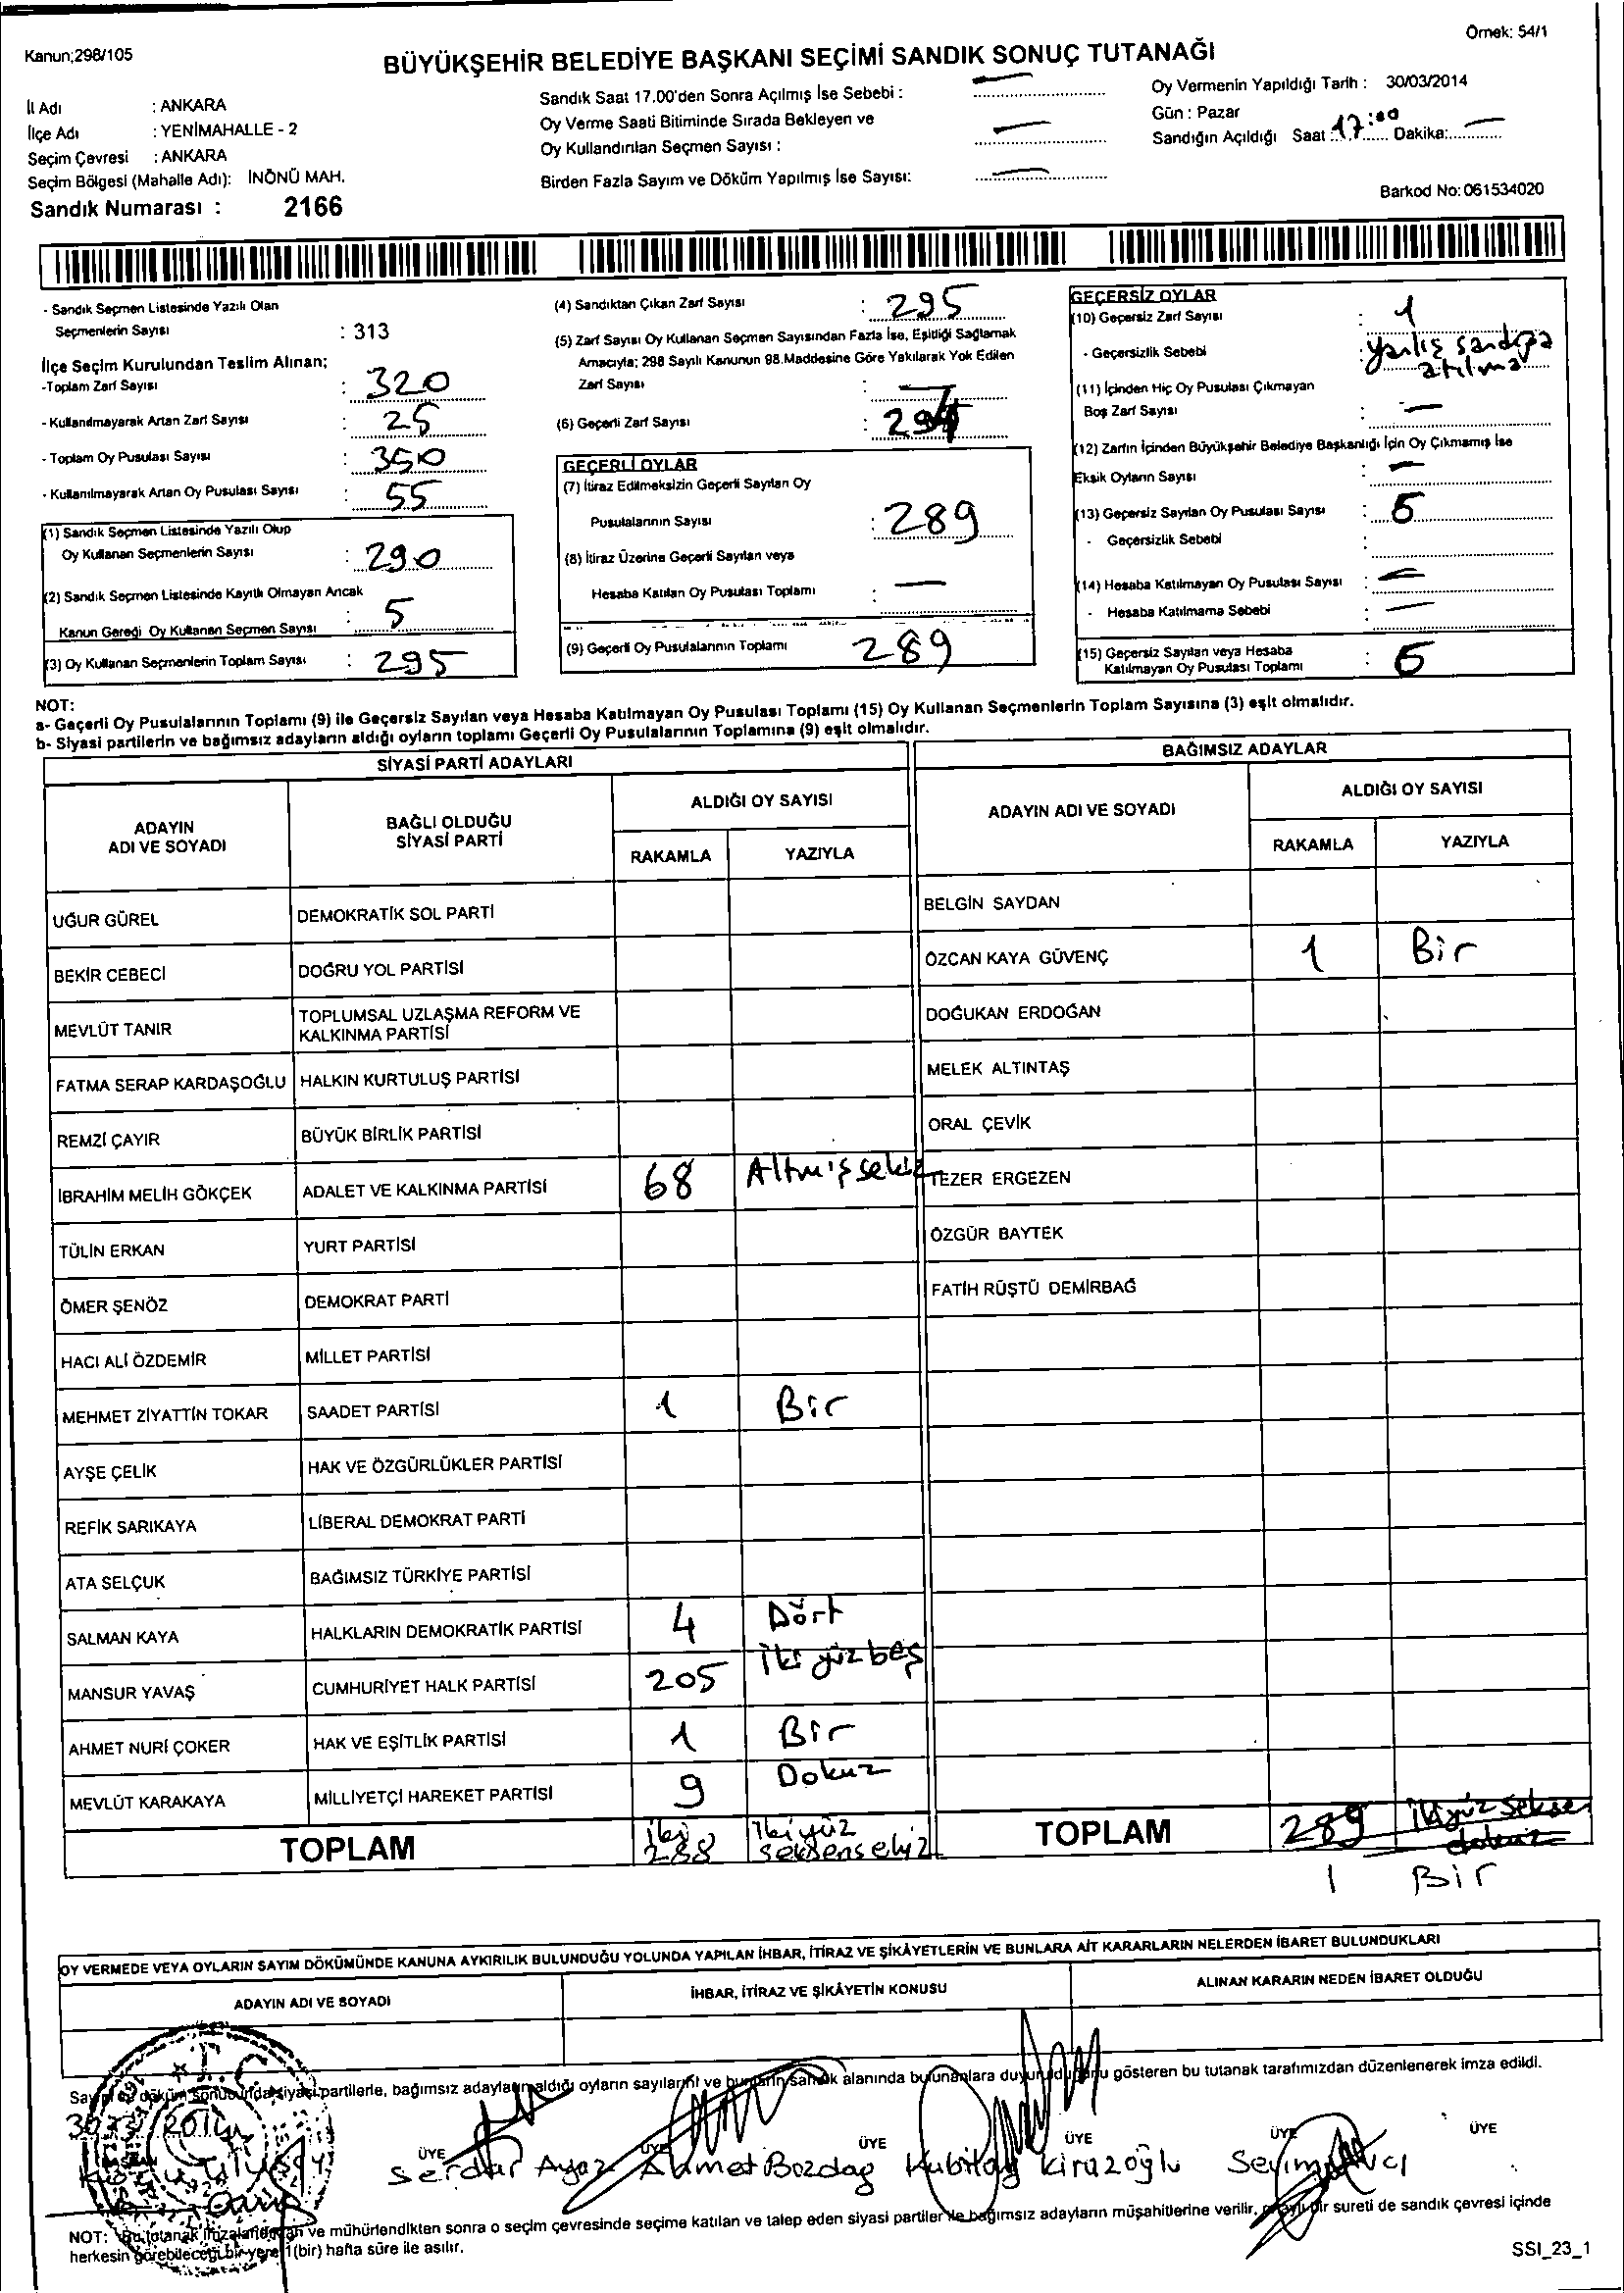 Kanun;298/105
Örnek: 54/1
BÜYÜKŞEHİR BELEDİYE BAŞKANI SEÇİMİ SANDIK SONUÇ TUTANAĞI
İl Adı : ANKARA
İlçe Adı : YENİMAHALLE - 2
Seçim Çevresi : ANKARA
Seçim Bölgesi (Mahalle Adı): İNÖNÜ MAH.
Sandık Numarası : 2166
Sandık Saat 17.00'den Sonra Açılmış İse Sebebi : —
Oy Verme Saati Bitiminde Sırada Bekleyen ve
Oy Kullandırılan Seçmen Sayısı : —
Birden Fazla Sayım ve Döküm Yapılmış İse Sayısı: —
Oy Vermenin Yapıldığı Tarih : 30/03/2014
Gün : Pazar
Sandığın Açıldığı Saat 17:00 Dakika: —
Barkod No: 061534020
- Sandık Seçmen Listesinde Yazılı Olan
Seçmenlerin Sayısı : 313
İlçe Seçim Kurulundan Teslim Alınan;
-Toplam Zarf Sayısı : 320
- Kullanılmayarak Artan Zarf Sayısı : 25
- Toplam Oy Pusulası Sayısı : 350
- Kullanılmayarak Artan Oy Pusulası Sayısı : 55
(1) Sandık Seçmen Listesinde Yazılı Olup
Oy Kullanan Seçmenlerin Sayısı : 290
(2) Sandık Seçmen Listesinde Kayıtlı Olmayan Ancak
Kanun Gereği Oy Kullanan Seçmen Sayısı : 5
(3) Oy Kullanan Seçmenlerin Toplam Sayısı : 295
(4) Sandıktan Çıkan Zarf Sayısı : 295
(5) Zarf Sayısı Oy Kullanan Seçmen Sayısından Fazla İse, Eşitliği Sağlamak
Amacıyla; 298 Sayılı Kanunun 98.Maddesine Göre Yakılarak Yok Edilen
Zarf Sayısı : —
(6) Geçerli Zarf Sayısı : 294
GEÇERLİ OYLAR
(7) İtiraz Edilmeksizin Geçerli Sayılan Oy
Pusulalarının Sayısı : 289
(8) İtiraz Üzerine Geçerli Sayılan veya
Hesaba Katılan Oy Pusulası Toplamı : —
(9) Geçerli Oy Pusulalarının Toplamı 289
GEÇERSİZ OYLAR
(10) Geçersiz Zarf Sayısı : 1
- Geçersizlik Sebebi : yanlış sandığa
atılma
(11) İçinden Hiç Oy Pusulası Çıkmayan
Boş Zarf Sayısı : —
(12) Zarfın İçinden Büyükşehir Belediye Başkanlığı İçin Oy Çıkmamış İse
Eksik Oyların Sayısı : —
(13) Geçersiz Sayılan Oy Pusulası Sayısı : 5
- Geçersizlik Sebebi :
(14) Hesaba Katılmayan Oy Pusulası Sayısı : —
- Hesaba Katılmama Sebebi : —
(15) Geçersiz Sayılan veya Hesaba
Katılmayan Oy Pusulası Toplamı :
NOT:
a- Geçerli Oy Pusulalarının Toplamı (9) ile Geçersiz Sayılan veya Hesaba Katılmayan Oy Pusulası Toplamı (15) Oy Kullanan Seçmenlerin Toplam Sayısına (3) eşit olmalıdır.
b- Siyasi partilerin ve bağımsız adayların aldığı oyların toplamı Geçerli Oy Pusulalarının Toplamına (9) eşit olmalıdır.
SİYASİ PARTİ ADAYLARI
ADAYIN
ADI VE SOYADI
BAĞLI OLDUĞU
SİYASİ PARTİ
ALDIĞI OY SAYISI
RAKAMLA YAZIYLA
UĞUR GÜREL DEMOKRATİK SOL PARTİ
BEKİR CEBECİ DOĞRU YOL PARTİSİ
MEVLÜT TANIR TOPLUMSAL UZLAŞMA REFORM VE
KALKINMA PARTİSİ
FATMA SERAP KARDAŞOĞLU HALKIN KURTULUŞ PARTİSİ
REMZİ ÇAYIR BÜYÜK BİRLİK PARTİSİ
İBRAHİM MELİH GÖKÇEK ADALET VE KALKINMA PARTİSİ 68 Altmışsekiz
TÜLİN ERKAN YURT PARTİSİ
ÖMER ŞENÖZ DEMOKRAT PARTİ
HACI ALİ ÖZDEMİR MİLLET PARTİSİ
MEHMET ZİYATTİN TOKAR SAADET PARTİSİ 1 Bir
AYŞE ÇELİK HAK VE ÖZGÜRLÜKLER PARTİSİ
REFİK SARIKAYA LİBERAL DEMOKRAT PARTİ
ATA SELÇUK BAĞIMSIZ TÜRKİYE PARTİSİ
SALMAN KAYA HALKLARIN DEMOKRATİK PARTİSİ 4 Dört
MANSUR YAVAŞ CUMHURİYET HALK PARTİSİ 205 İki yüz beş
AHMET NURİ ÇOKER HAK VE EŞİTLİK PARTİSİ 1 Bir
MEVLÜT KARAKAYA MİLLİYETÇİ HAREKET PARTİSİ 9 Dokuz
TOPLAM iki 288 İkiyüz
seksensekiz
BAĞIMSIZ ADAYLAR
ADAYIN ADI VE SOYADI
ALDIĞI OY SAYISI
RAKAMLA YAZIYLA
BELGİN SAYDAN
ÖZCAN KAYA GÜVENÇ 1 Bir
DOĞUKAN ERDOĞAN
MELEK ALTINTAŞ
ORAL ÇEVİK
TEZER ERGEZEN
ÖZGÜR BAYTEK
FATİH RÜŞTÜ DEMİRBAĞ
TOPLAM 289 İkiyüz seksen
dokuz
1 Bir
OY VERMEDE VEYA OYLARIN SAYIM DÖKÜMÜNDE KANUNA AYKIRILIK BULUNDUĞU YOLUNDA YAPILAN İHBAR, İTİRAZ VE ŞİKÂYETLERİN VE BUNLARA AİT KARARLARIN NELERDEN İBARET BULUNDUKLARI
ADAYIN ADI VE SOYADI İHBAR, İTİRAZ VE ŞİKÂYETİN KONUSU ALINAN KARARIN NEDEN İBARET OLDUĞU
döküm sonucunda siyasi partilerle, bağımsız adayların aldığı oyların sayılarını ve bunların sandık alanında bulunanlara duyurulduğunu gösteren bu tutanak tarafımızdan düzenlenerek imza edildi.
T.C.
ÜYE ÜYE ÜYE ÜYE ÜYE ÜYE
Serdar Ayaz Ahmet Bozdag Kubilay Kirazoğlu Sevim Avcı
NOT: Bu tutanak imzalandıktan ve mühürlendikten sonra o seçim çevresinde seçime katılan ve talep eden siyasi partiler ile bağımsız adayların müşahitlerine verilir, onaylı bir sureti de sandık çevresi içinde
herkesin görebileceği bir yere 1 (bir) hafta süre ile asılır.
SSI_23_1